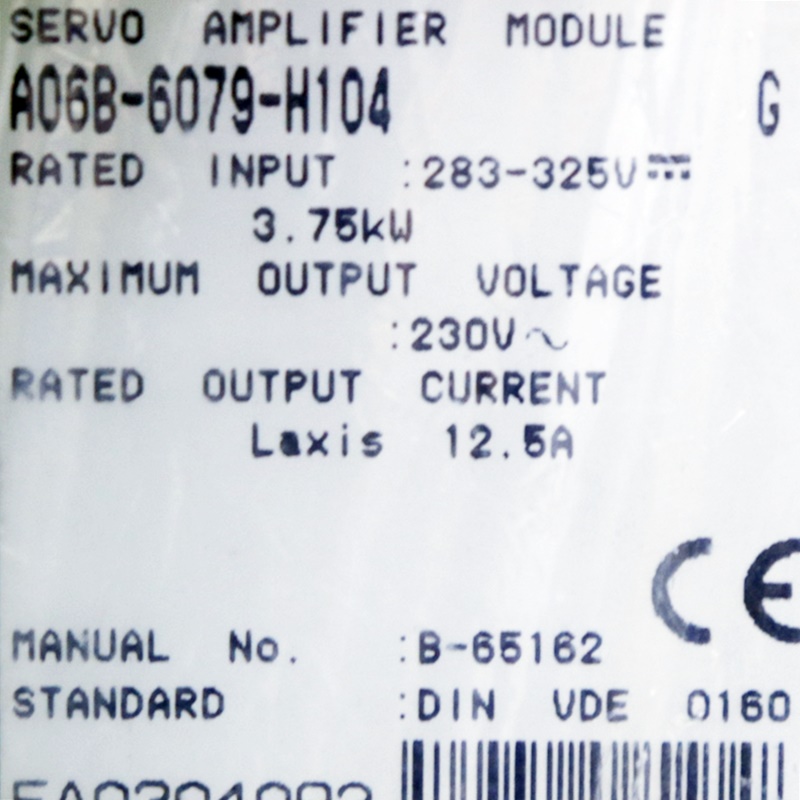 SERVO AMPLIFIER MODULE
A06B-6079-H104 G
RATED INPUT :283-325V⎓
3.75kW
MAXIMUM OUTPUT VOLTAGE
:230V~
RATED OUTPUT CURRENT
Laxis 12.5A
CE
MANUAL No. :B-65162
STANDARD :DIN VDE 0160